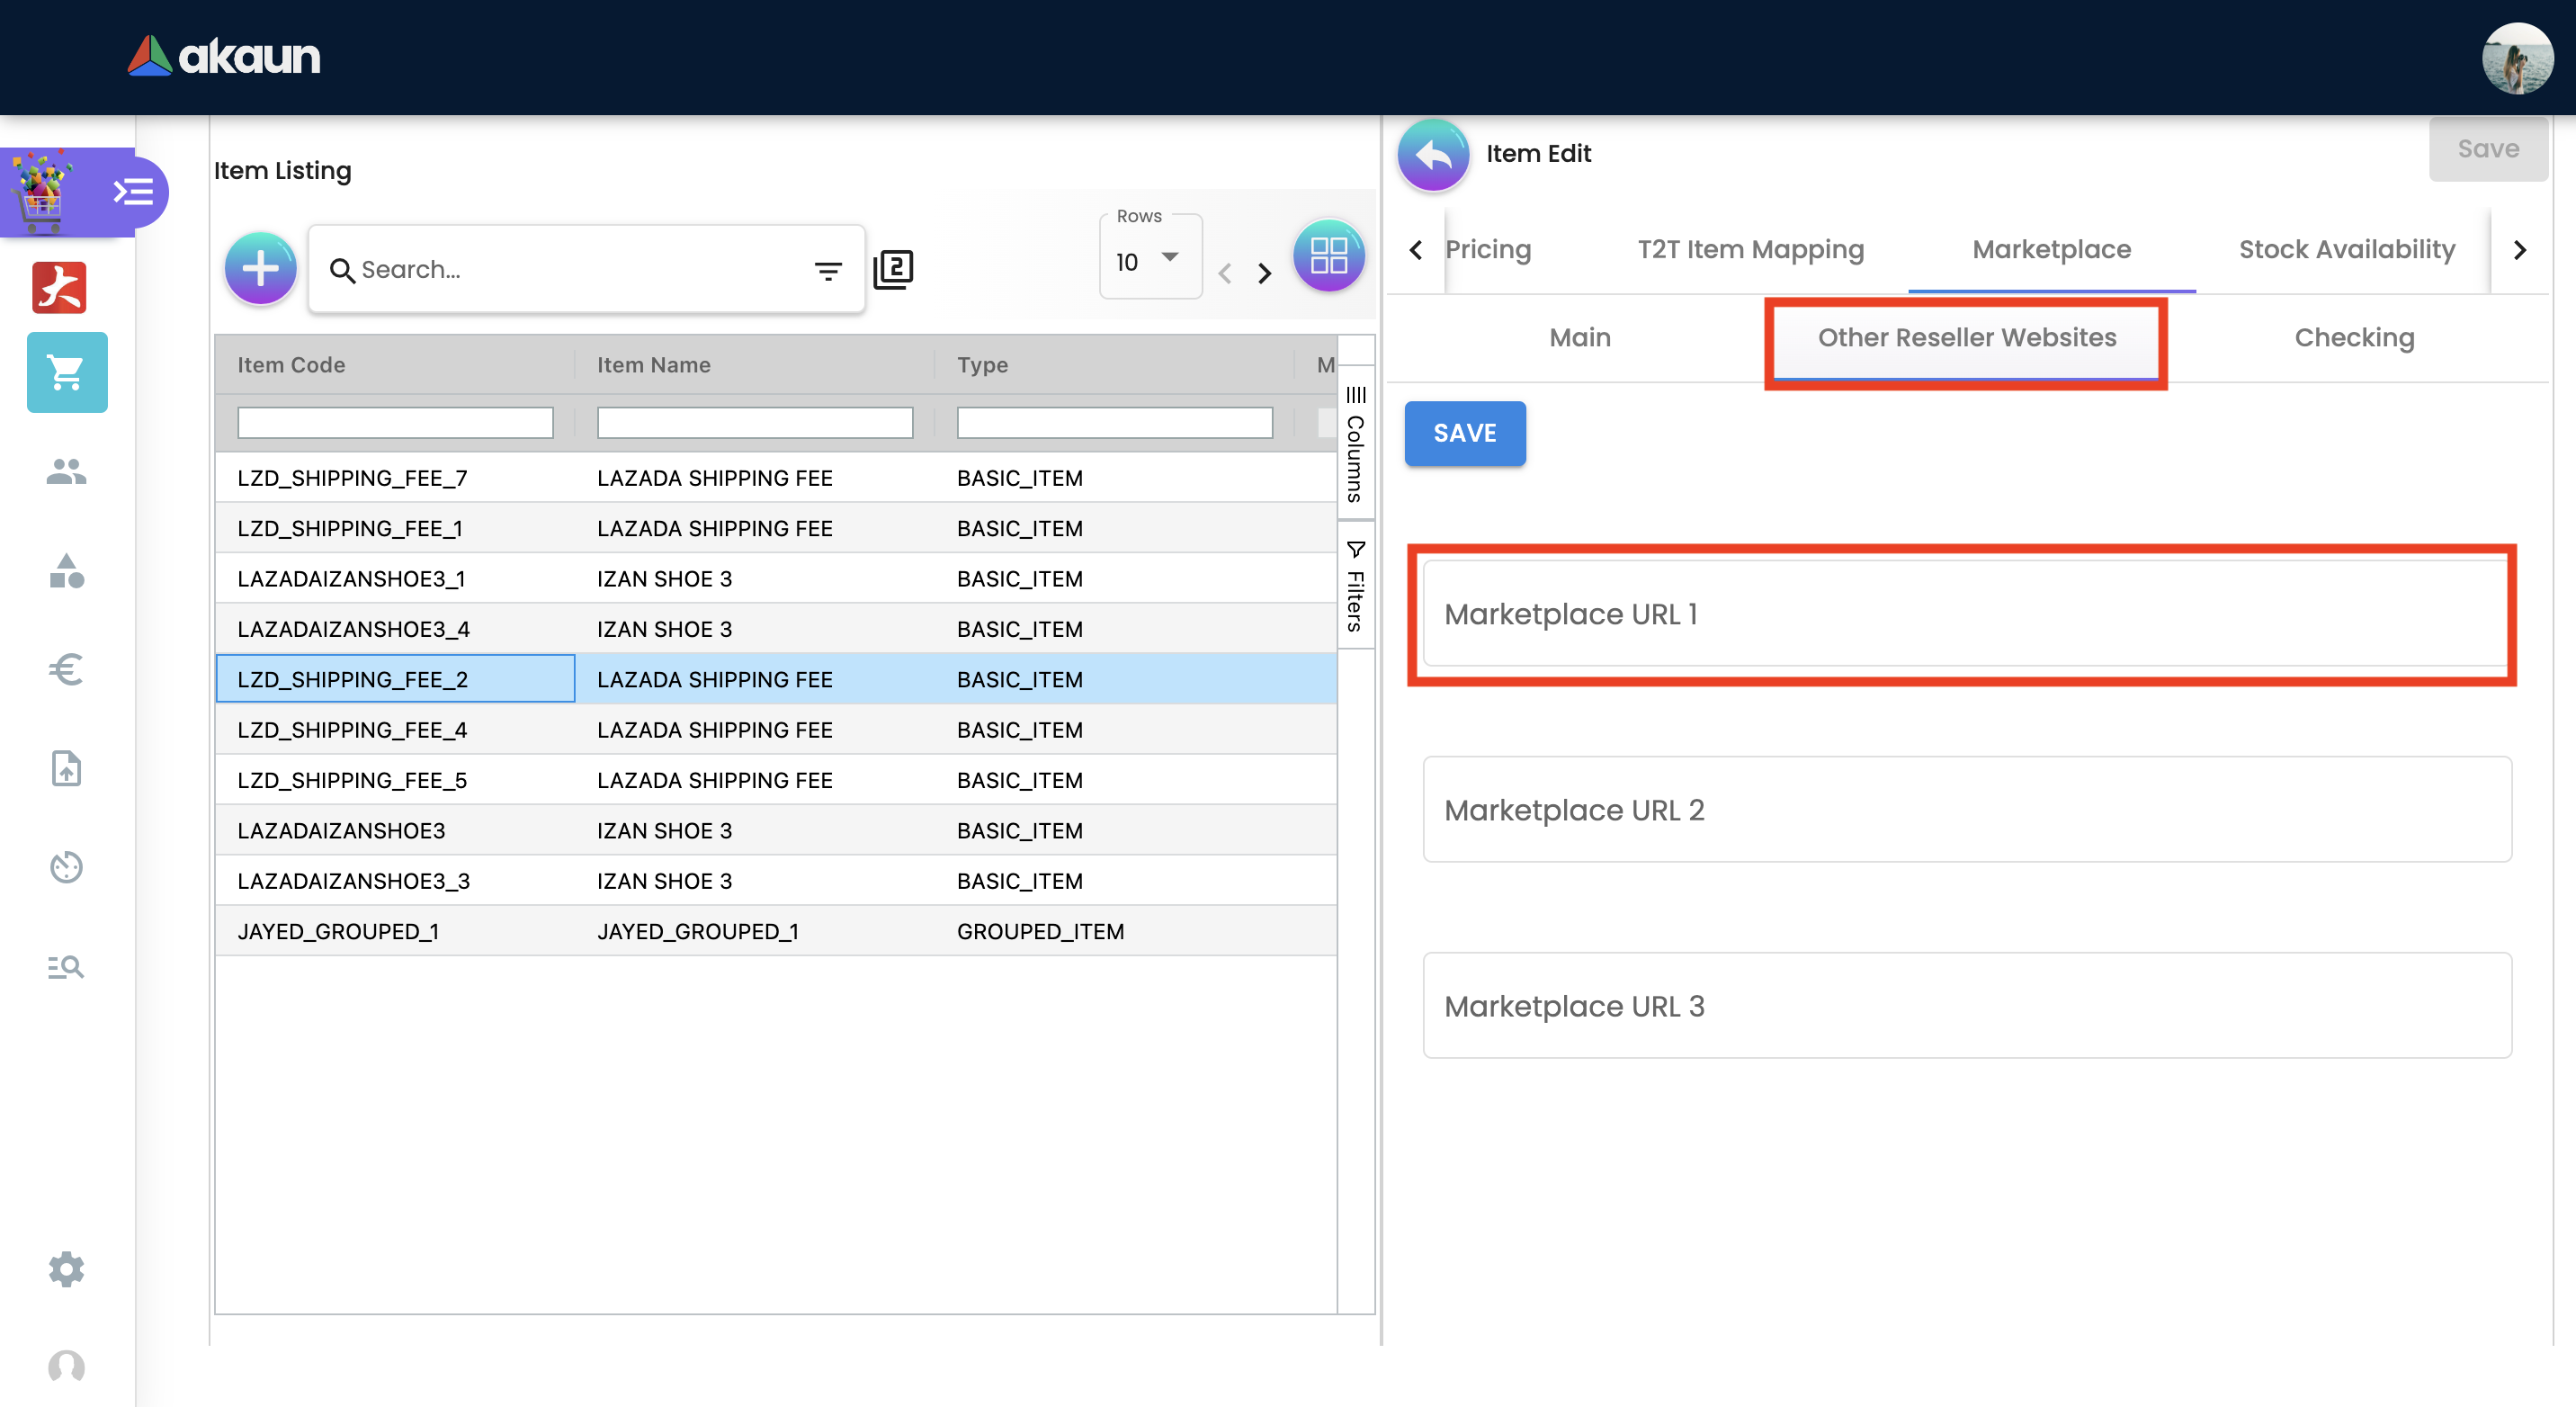 akaun
Item Listing
Search...
2
Rows
10
Item Code Item Name Type M
LZD_SHIPPING_FEE_7 LAZADA SHIPPING FEE BASIC_ITEM
LZD_SHIPPING_FEE_1 LAZADA SHIPPING FEE BASIC_ITEM
LAZADAIZANSHOE3_1 IZAN SHOE 3 BASIC_ITEM
LAZADAIZANSHOE3_4 IZAN SHOE 3 BASIC_ITEM
LZD_SHIPPING_FEE_2 LAZADA SHIPPING FEE BASIC_ITEM
LZD_SHIPPING_FEE_4 LAZADA SHIPPING FEE BASIC_ITEM
LZD_SHIPPING_FEE_5 LAZADA SHIPPING FEE BASIC_ITEM
LAZADAIZANSHOE3 IZAN SHOE 3 BASIC_ITEM
LAZADAIZANSHOE3_3 IZAN SHOE 3 BASIC_ITEM
JAYED_GROUPED_1 JAYED_GROUPED_1 GROUPED_ITEM
Columns
Filters
Item Edit
Save
Pricing T2T Item Mapping Marketplace Stock Availability
Main Other Reseller Websites Checking
SAVE
Marketplace URL 1
Marketplace URL 2
Marketplace URL 3